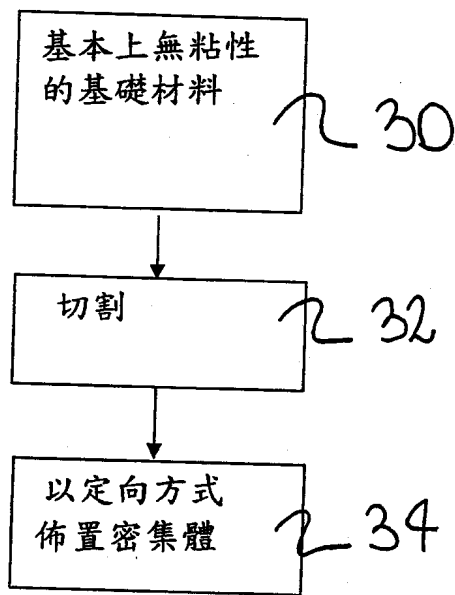 基本上無粘性
的基礎材料
30
切割
32
以定向方式
佈置密集體
34